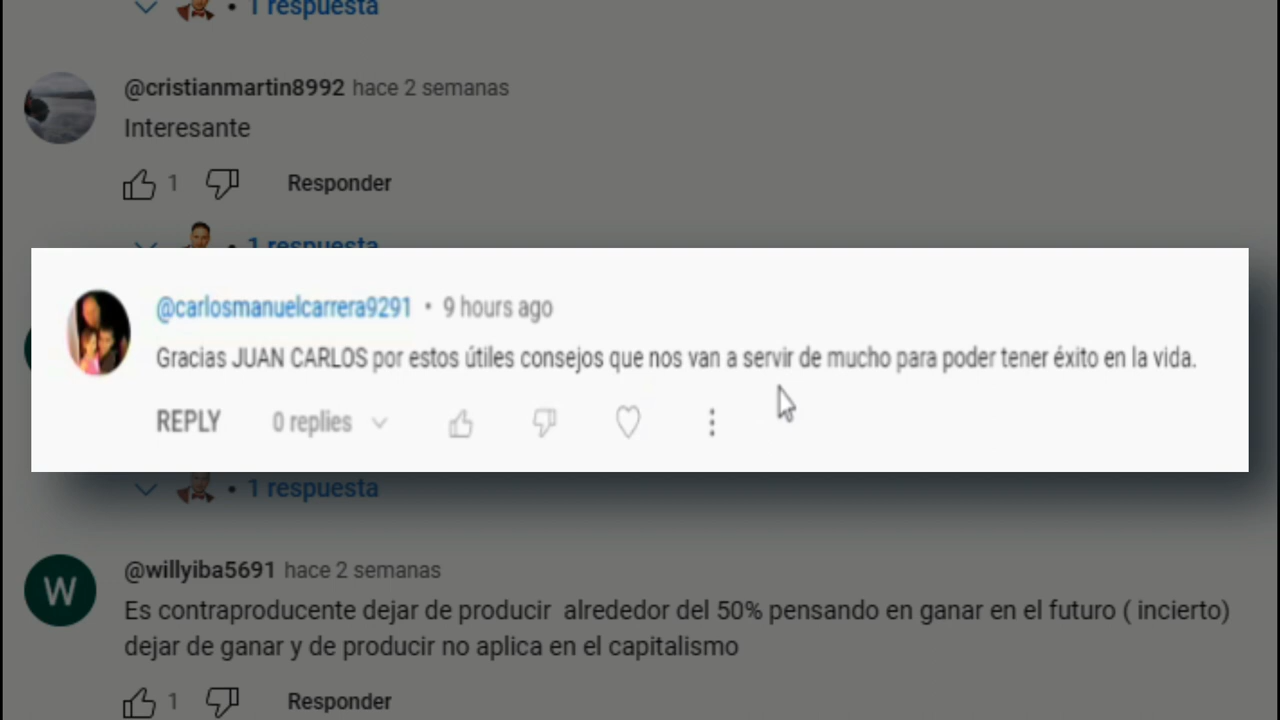 • 1 respuesta
@cristianmartin8992 hace 2 semanas
Interesante
1 Responder
• 1 respuesta
@carlosmanuelcarrera9291 • 9 hours ago
Gracias JUAN CARLOS por estos útiles consejos que nos van a servir de mucho para poder tener éxito en la vida.
REPLY 0 replies
• 1 respuesta
W
@willyiba5691 hace 2 semanas
Es contraproducente dejar de producir alrededor del 50% pensando en ganar en el futuro ( incierto)
dejar de ganar y de producir no aplica en el capitalismo
1 Responder